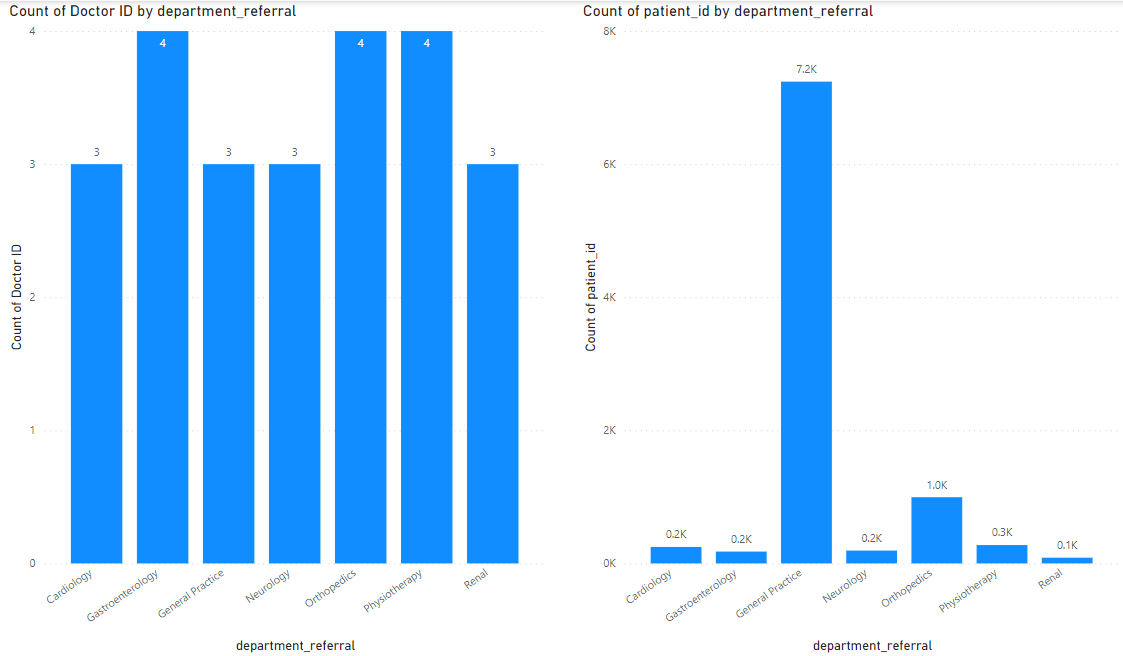 Count of Doctor ID by department_referral
Count of Doctor ID
4
3
2
1
0
3
4
3
3
4
4
3
Cardiology
Gastroenterology
General Practice
Neurology
Orthopedics
Physiotherapy
Renal
department_referral
Count of patient_id by department_referral
Count of patient_id
8K
6K
4K
2K
0K
0.2K
0.2K
7.2K
0.2K
1.0K
0.3K
0.1K
Cardiology
Gastroenterology
General Practice
Neurology
Orthopedics
Physiotherapy
Renal
department_referral